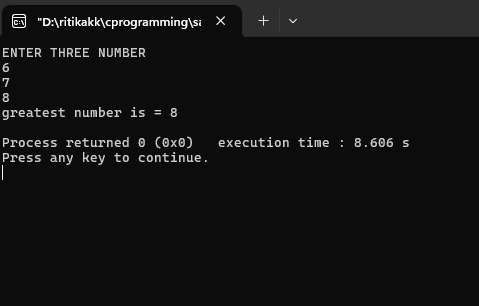 "D:\ritikakk\cprogramming\sa
ENTER THREE NUMBER
6
7
8
greatest number is = 8
Process returned 0 (0x0)   execution time : 8.606 s
Press any key to continue.